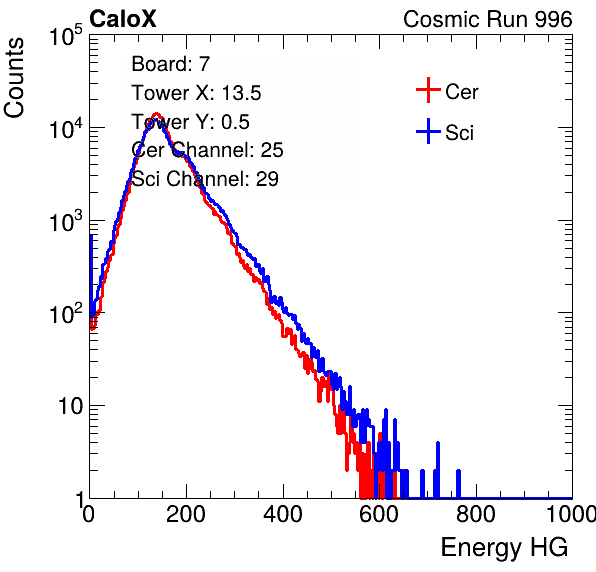 CaloX Cosmic Run 996
Counts
Board: 7
Tower X: 13.5
Tower Y: 0.5
Cer Channel: 25
Sci Channel: 29
Cer
Sci
10^5
10^4
10^3
10^2
10
1
0 200 400 600 800 1000
Energy HG